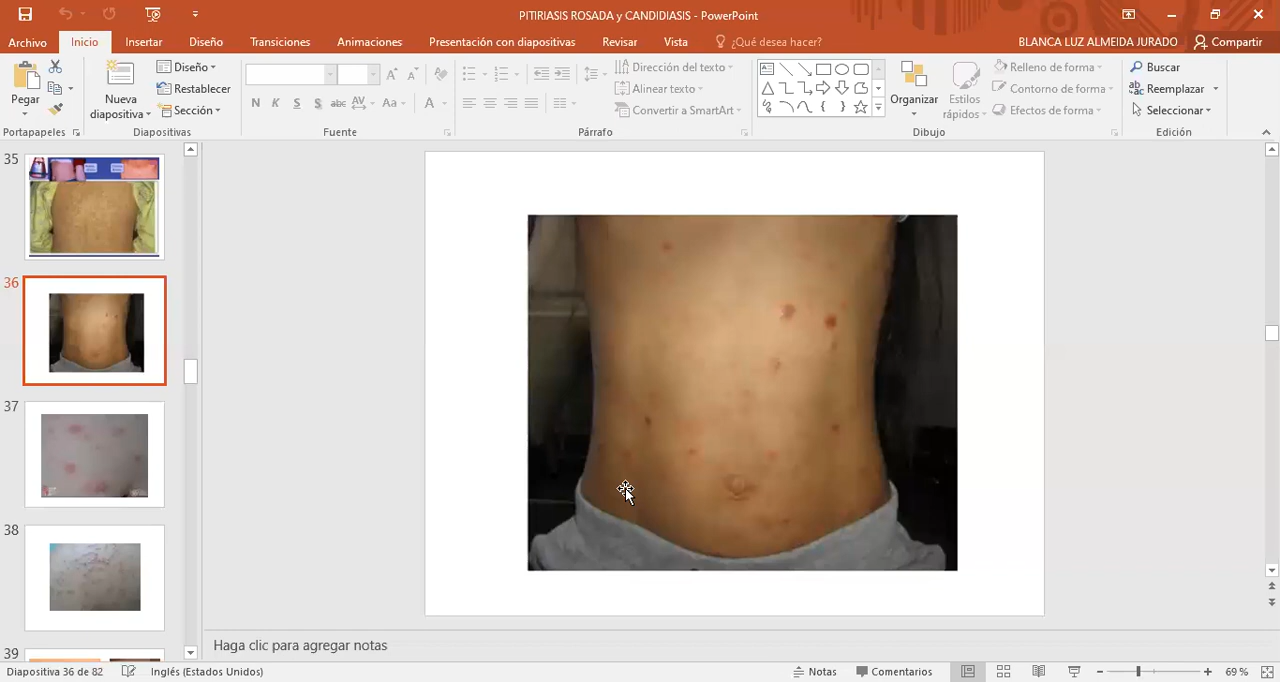 PITIRIASIS ROSADA y CANDIDIASIS - PowerPoint
Archivo Inicio Insertar Diseño Transiciones Animaciones Presentación con diapositivas Revisar Vista ¿Qué desea hacer? BLANCA LUZ ALMEIDA JURADO Compartir
Pegar
Portapapeles
Nueva
diapositiva
Diseño
Restablecer
Sección
Diapositivas
N K S S abc AV Aa A
Fuente
Dirección del texto
Alinear texto
Convertir a SmartArt
Párrafo
Organizar
Estilos
rápidos
Relleno de forma
Contorno de forma
Efectos de forma
Dibujo
Buscar
Reemplazar
Seleccionar
Edición
35
36
37
38
39
Haga clic para agregar notas
Diapositiva 36 de 82 Inglés (Estados Unidos) Notas Comentarios 69 %